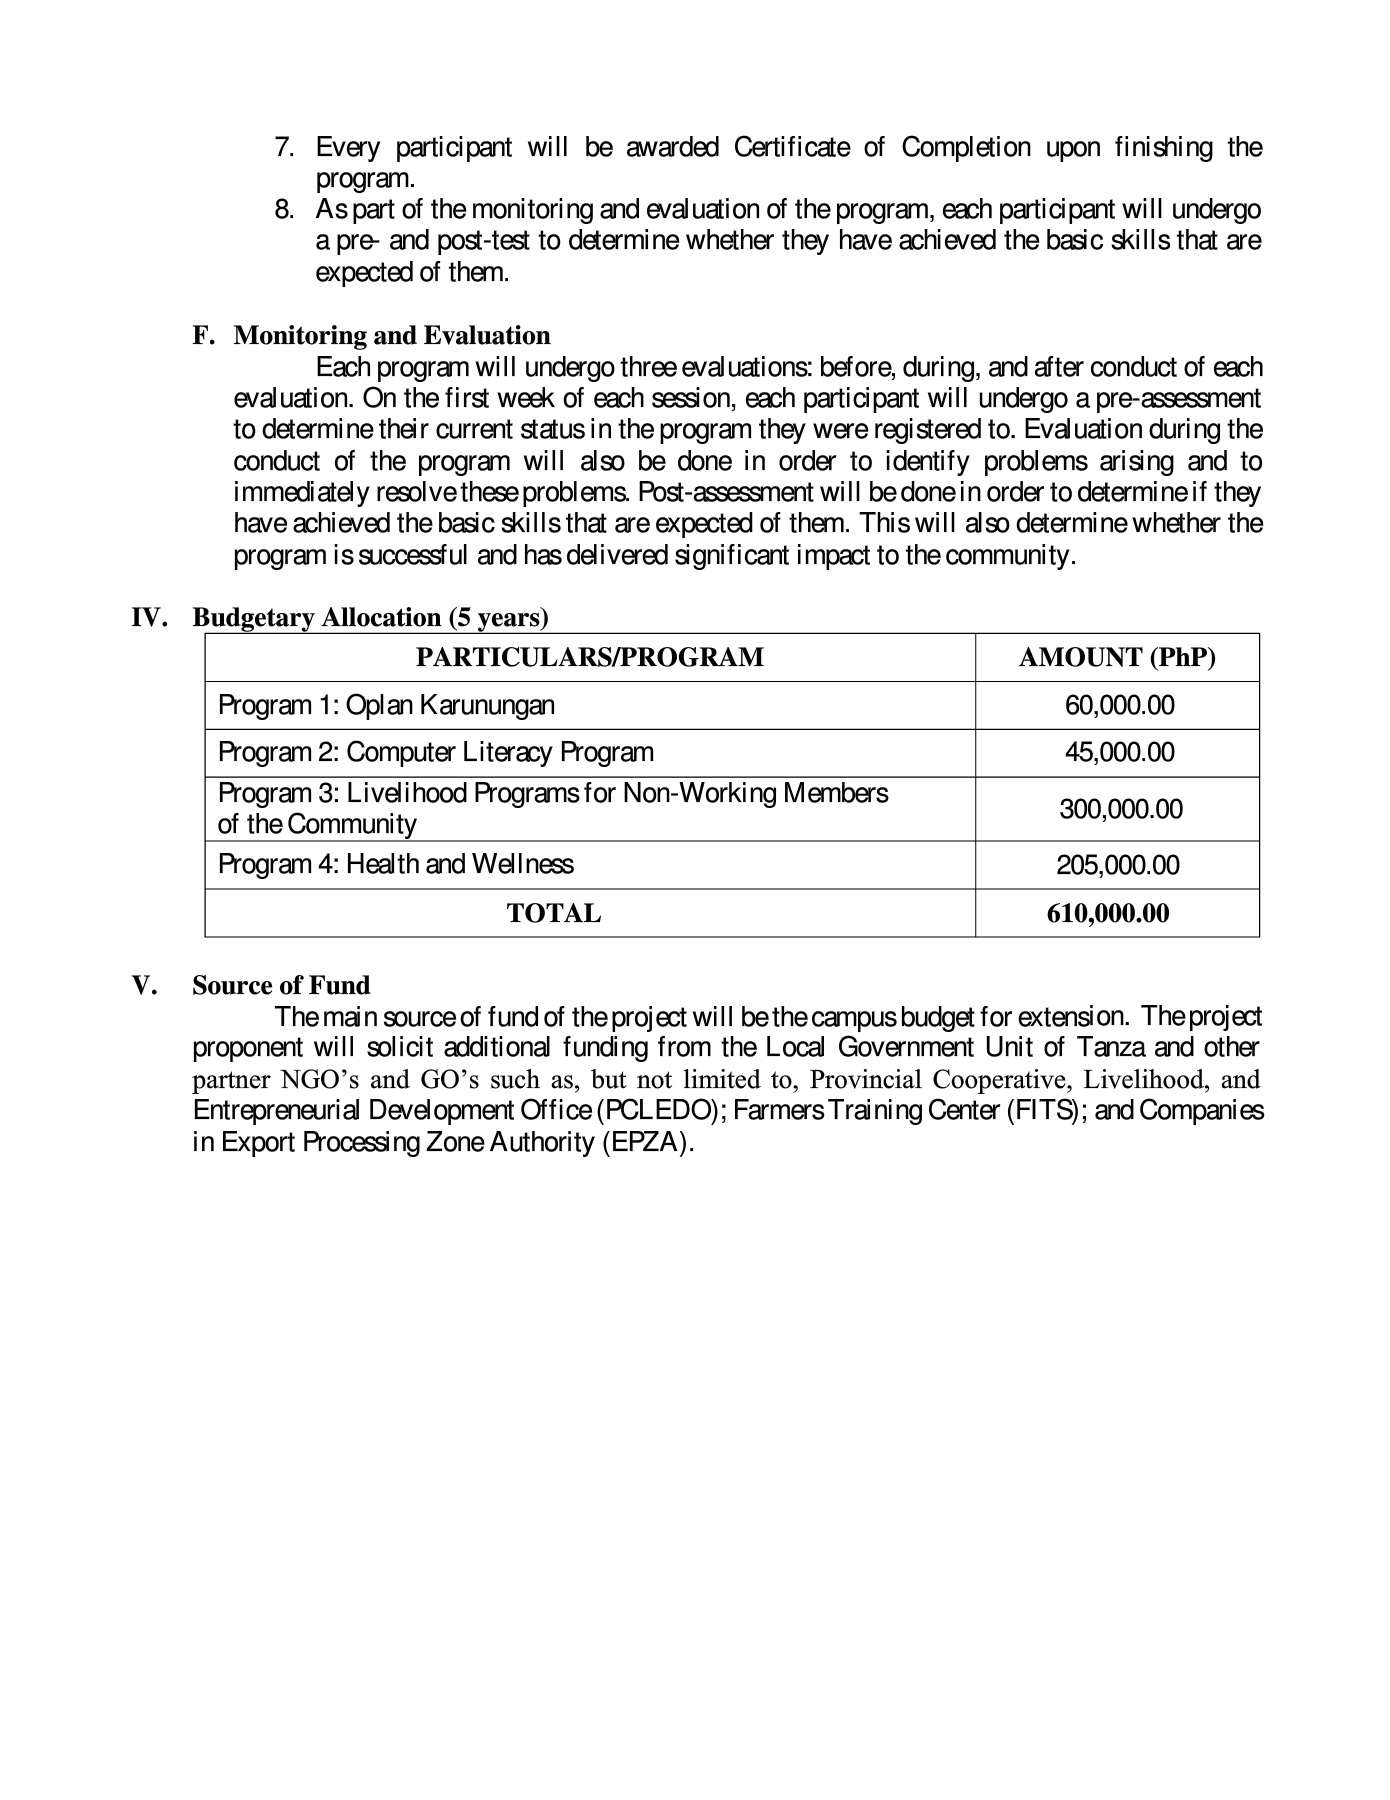 7. Every participant will be awarded Certificate of Completion upon finishing the
program.
8. As part of the monitoring and evaluation of the program, each participant will undergo
a pre- and post-test to determine whether they have achieved the basic skills that are
expected of them.
F. Monitoring and Evaluation
Each program will undergo three evaluations: before, during, and after conduct of each
evaluation. On the first week of each session, each participant will undergo a pre-assessment
to determine their current status in the program they were registered to. Evaluation during the
conduct of the program will also be done in order to identify problems arising and to
immediately resolve these problems. Post-assessment will be done in order to determine if they
have achieved the basic skills that are expected of them. This will also determine whether the
program is successful and has delivered significant impact to the community.
IV. Budgetary Allocation (5 years)
PARTICULARS/PROGRAM AMOUNT (PhP)
Program 1: Oplan Karunungan 60,000.00
Program 2: Computer Literacy Program 45,000.00
Program 3: Livelihood Programs for Non-Working Members
of the Community 300,000.00
Program 4: Health and Wellness 205,000.00
TOTAL 610,000.00
V. Source of Fund
The main source of fund of the project will be the campus budget for extension. The project
proponent will solicit additional funding from the Local Government Unit of Tanza and other
partner NGO’s and GO’s such as, but not limited to, Provincial Cooperative, Livelihood, and
Entrepreneurial Development Office (PCLEDO); Farmers Training Center (FITS); and Companies
in Export Processing Zone Authority (EPZA).